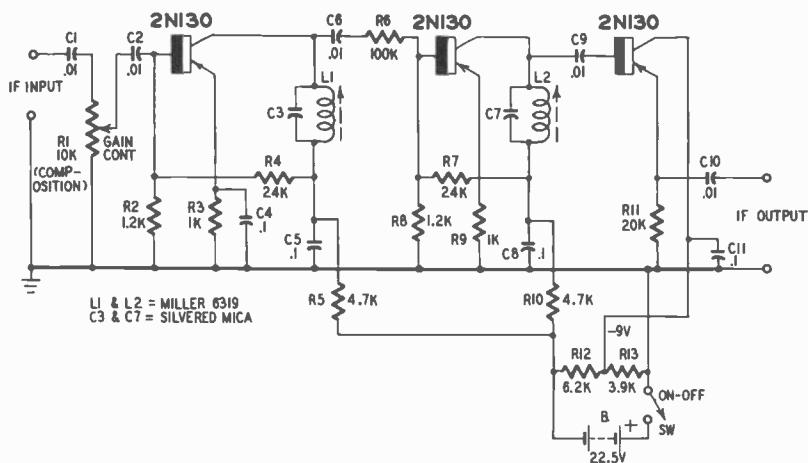 2N130
2N130
2N130
C1
.01
C2
.01
C6
.01
R6
100K
C9
.01
IF INPUT
R1
10K
(COMP-
OSITION)
GAIN
CONT
C3
L1
C7
L2
R4
24K
R7
24K
C10
.01
R2
1.2K
R3
1K
C4
.1
C5
.1
R8
1.2K
R9
1K
C8
.1
R11
20K
IF OUTPUT
C11
.1
L1 & L2 = MILLER 6319
C3 & C7 = SILVERED MICA
R5
4.7K
R10
4.7K
-9V
R12
6.2K
R13
3.9K
ON-OFF
SW
B
+
22.5V